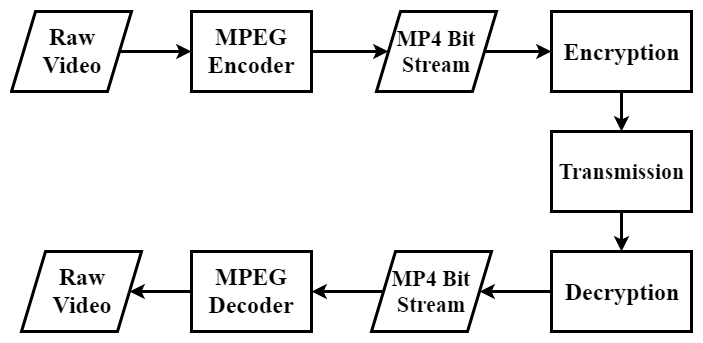 Raw
Video
MPEG
Encoder
MP4 Bit
Stream
Encryption
Transmission
Decryption
MP4 Bit
Stream
MPEG
Decoder
Raw
Video